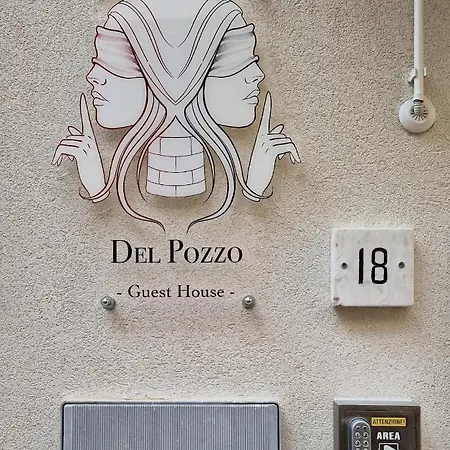 DEL POZZO
- Guest House -
18
ATTENZIONE!
AREA